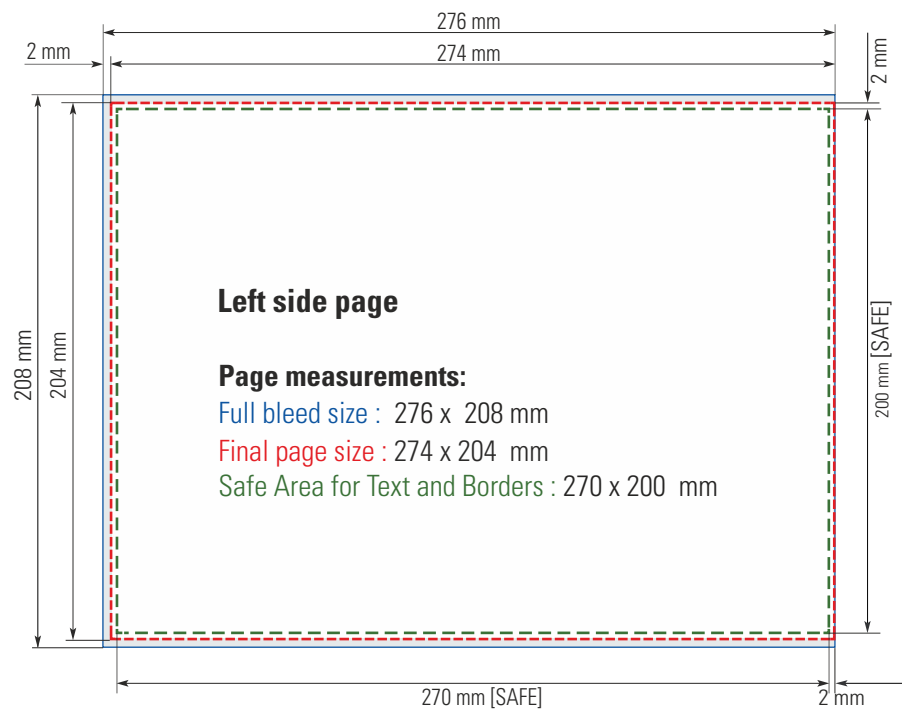 276 mm
2 mm
274 mm
2 mm
208 mm
204 mm
200 mm [SAFE]
Left side page
Page measurements:
Full bleed size : 276 x 208 mm
Final page size : 274 x 204 mm
Safe Area for Text and Borders : 270 x 200 mm
270 mm [SAFE]
2 mm